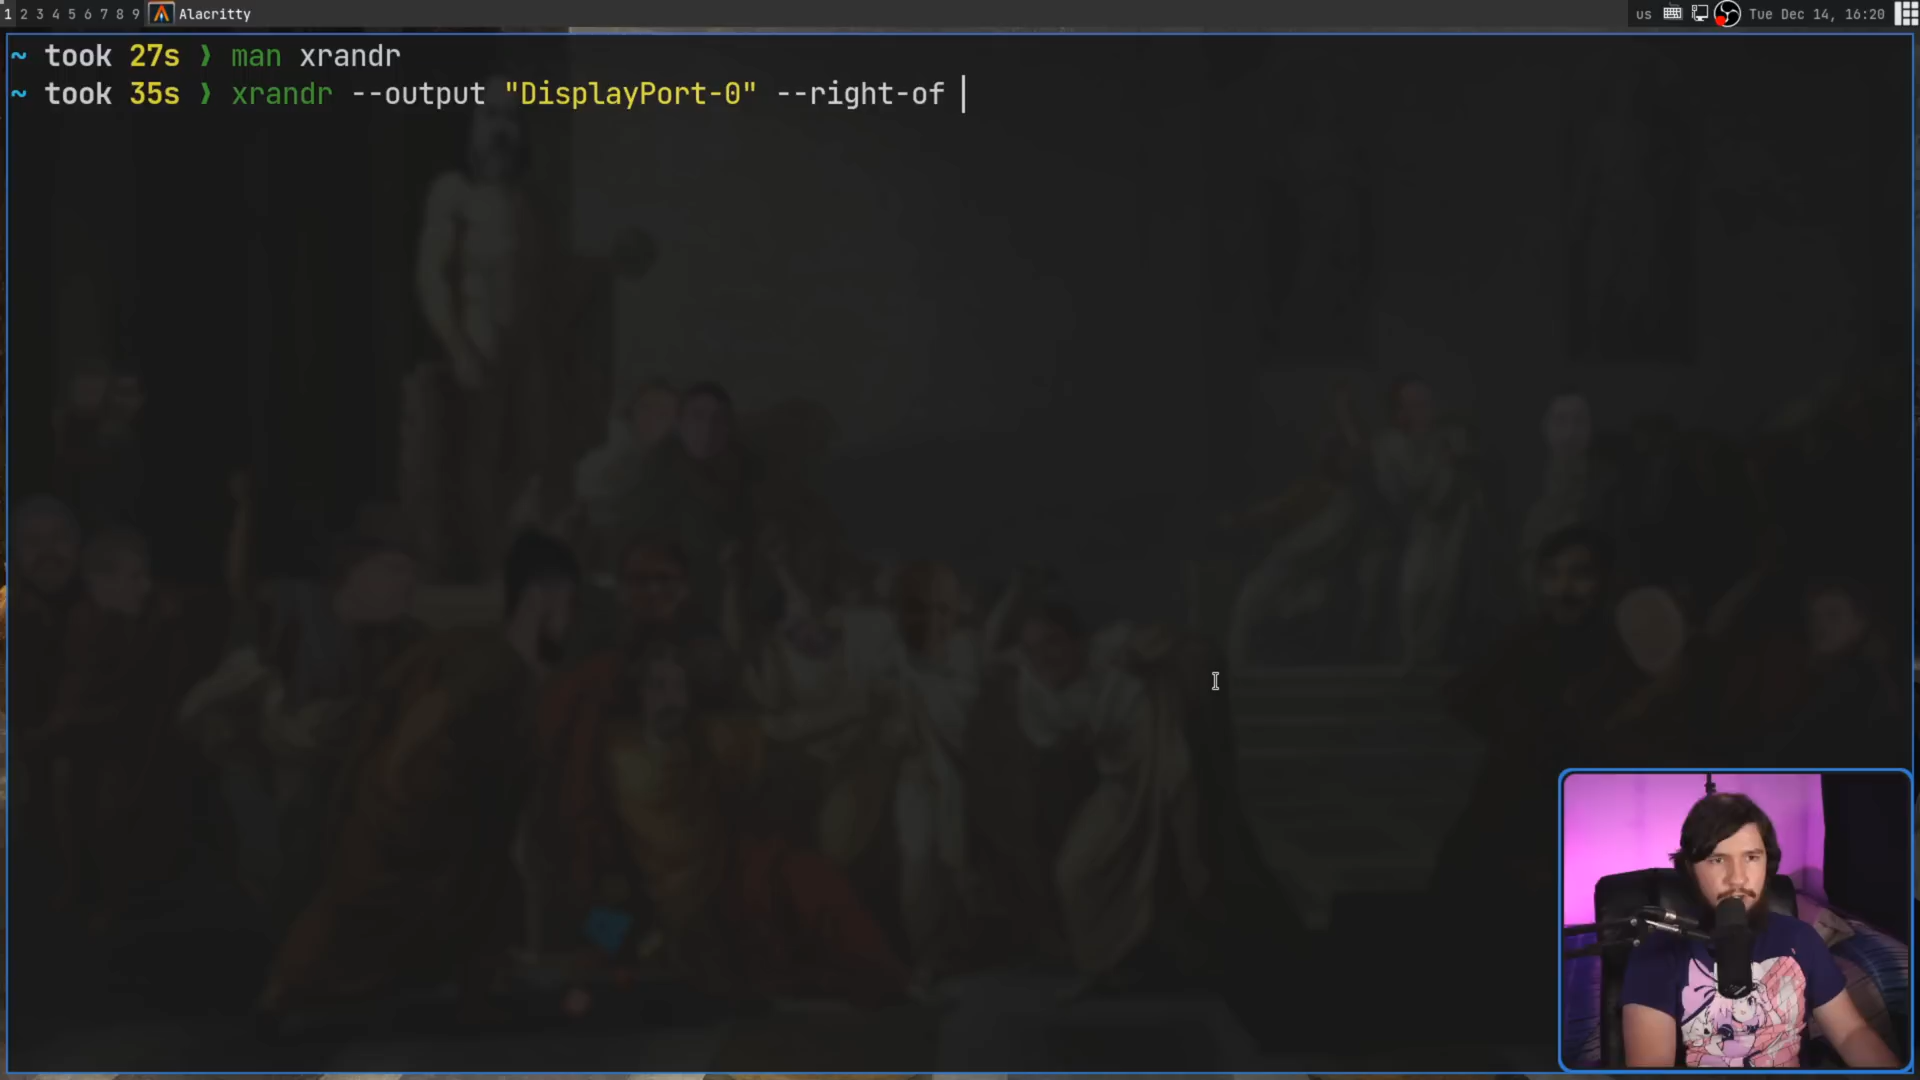 1 2 3 4 5 6 7 8 9 Alacritty us Tue Dec 14, 16:20
~ took 27s ❯ man xrandr
~ took 35s ❯ xrandr --output "DisplayPort-0" --right-of